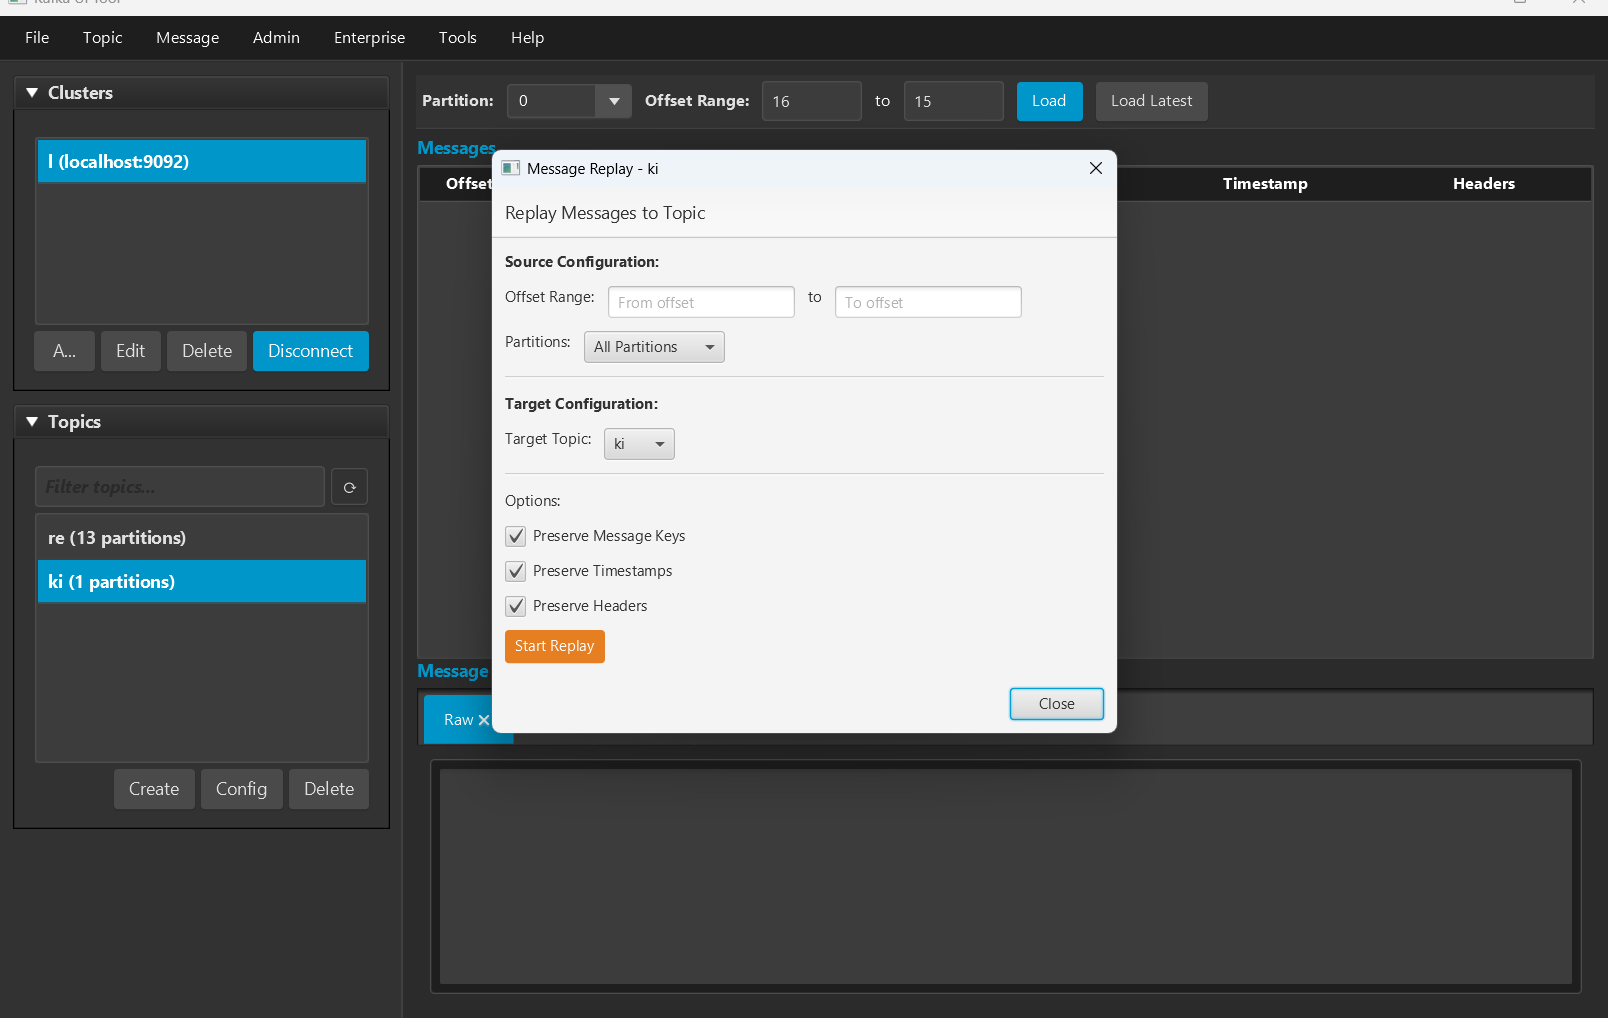 File Topic Message Admin Enterprise Tools Help
Clusters
l (localhost:9092)
A... Edit Delete Disconnect
Topics
Filter topics...
re (13 partitions)
ki (1 partitions)
Create Config Delete
Partition: 0 Offset Range: 16 to 15 Load Load Latest
Messages
Offset Timestamp Headers
Message Replay - ki
Replay Messages to Topic
Source Configuration:
Offset Range: From offset to To offset
Partitions: All Partitions
Target Configuration:
Target Topic: ki
Options:
Preserve Message Keys
Preserve Timestamps
Preserve Headers
Start Replay
Close
Message
Raw